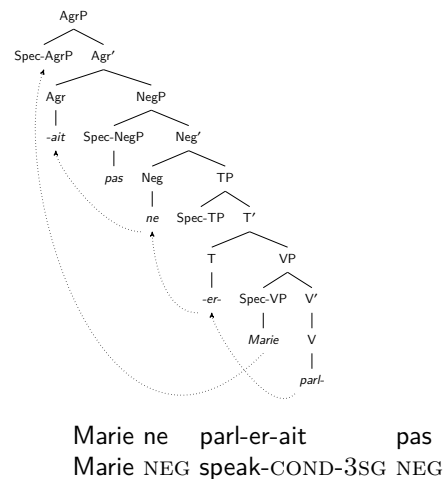 AgrP
Spec-AgrP Agr′
Agr NegP
-ait Spec-NegP Neg′
pas Neg TP
ne Spec-TP T′
T VP
-er- Spec-VP V′
Marie V
parl-
Marie ne parl-er-ait pas
Marie NEG speak-COND-3SG NEG